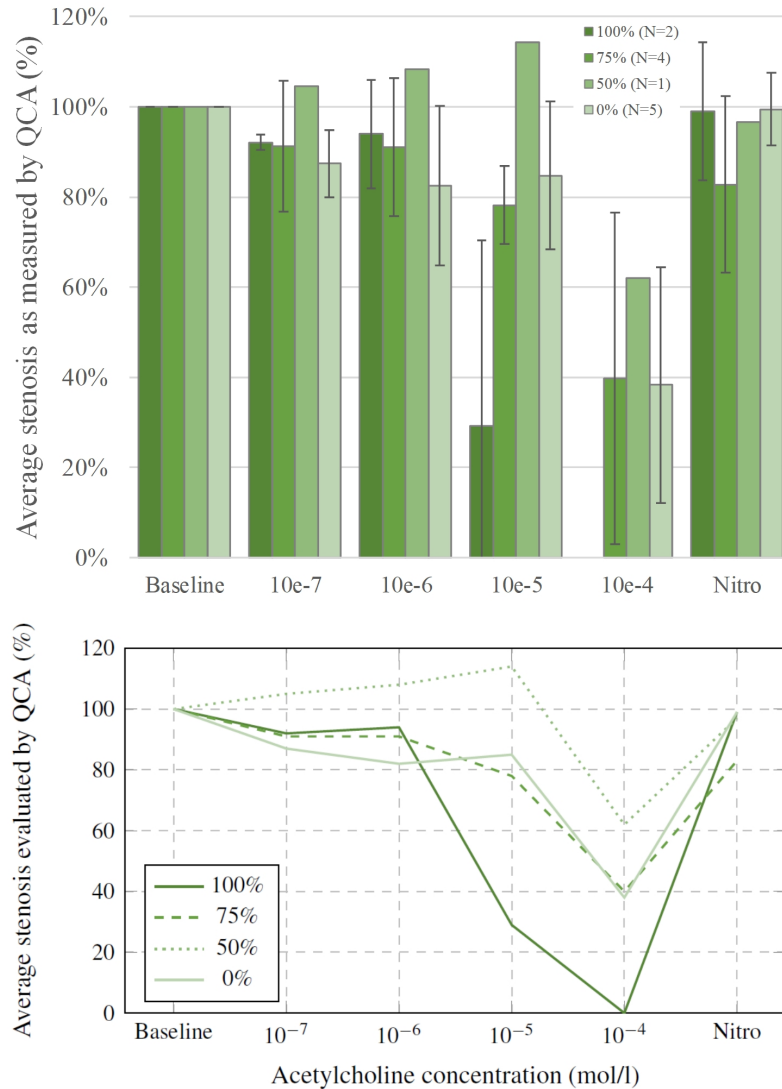 Average stenosis as measured by QCA (%)
120%
100%
80%
60%
40%
20%
0%
100% (N=2)
75% (N=4)
50% (N=1)
0% (N=5)
Baseline 10e-7 10e-6 10e-5 10e-4 Nitro
Average stenosis evaluated by QCA (%)
120
100
80
60
40
20
0
100%
75%
50%
0%
Baseline 10⁻⁷ 10⁻⁶ 10⁻⁵ 10⁻⁴ Nitro
Acetylcholine concentration (mol/l)